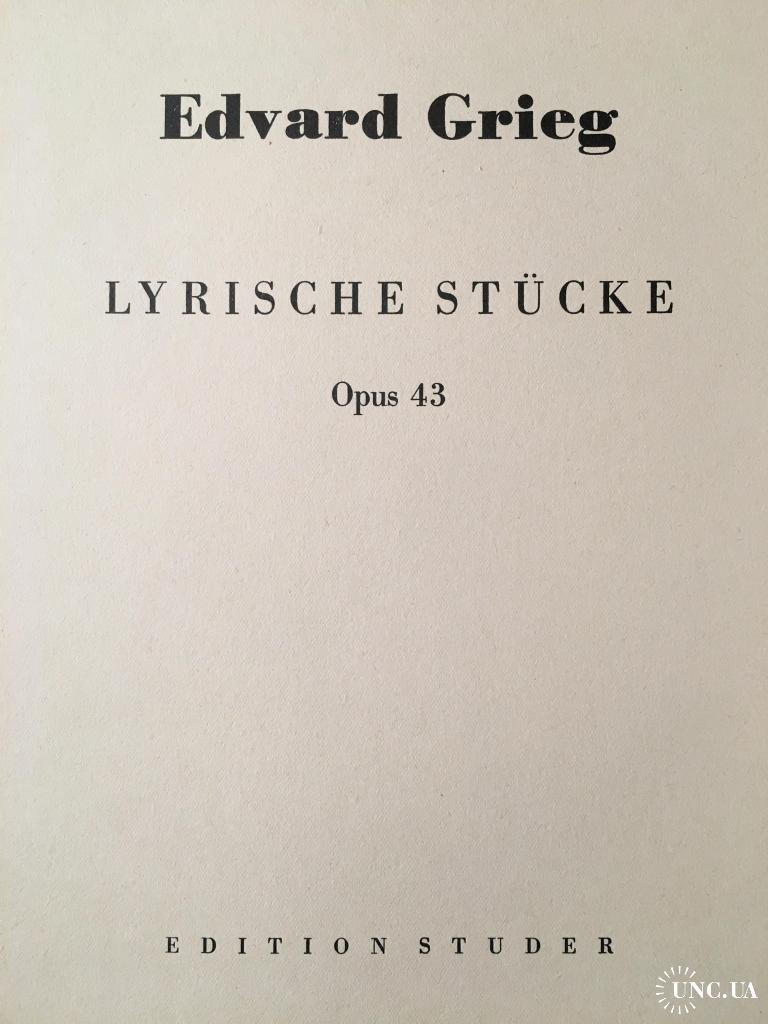 Edvard Grieg
LYRISCHE STÜCKE
Opus 43
EDITION STUDER
UNC.UA